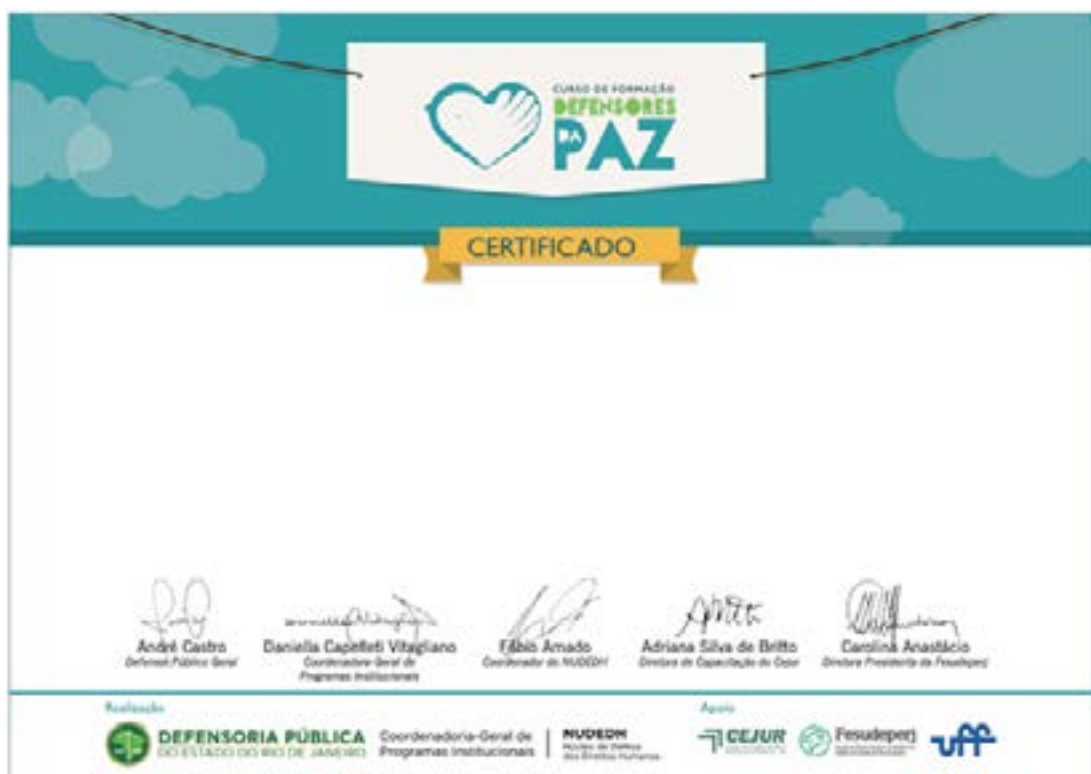 CURSO DE FORMAÇÃO
DEFENSORES
DA
PAZ
CERTIFICADO
André Castro
Defensor Público Geral
Daniella Capelleti Vitagliano
Coordenadora Geral de
Programas Institucionais
Fábio Amado
Coordenador do NUDEDH
Adriana Silva de Britto
Diretora de Capacitação do Cejur
Carolina Anastácio
Diretora Presidente da Fesudeperj
Realização
DEFENSORIA PÚBLICA
DO ESTADO DO RIO DE JANEIRO
Coordenadoria-Geral de
Programas Institucionais
NUDEDH
Núcleo de Defesa
dos Direitos Humanos
Apoio
CEJUR
Fesudeperj
uff